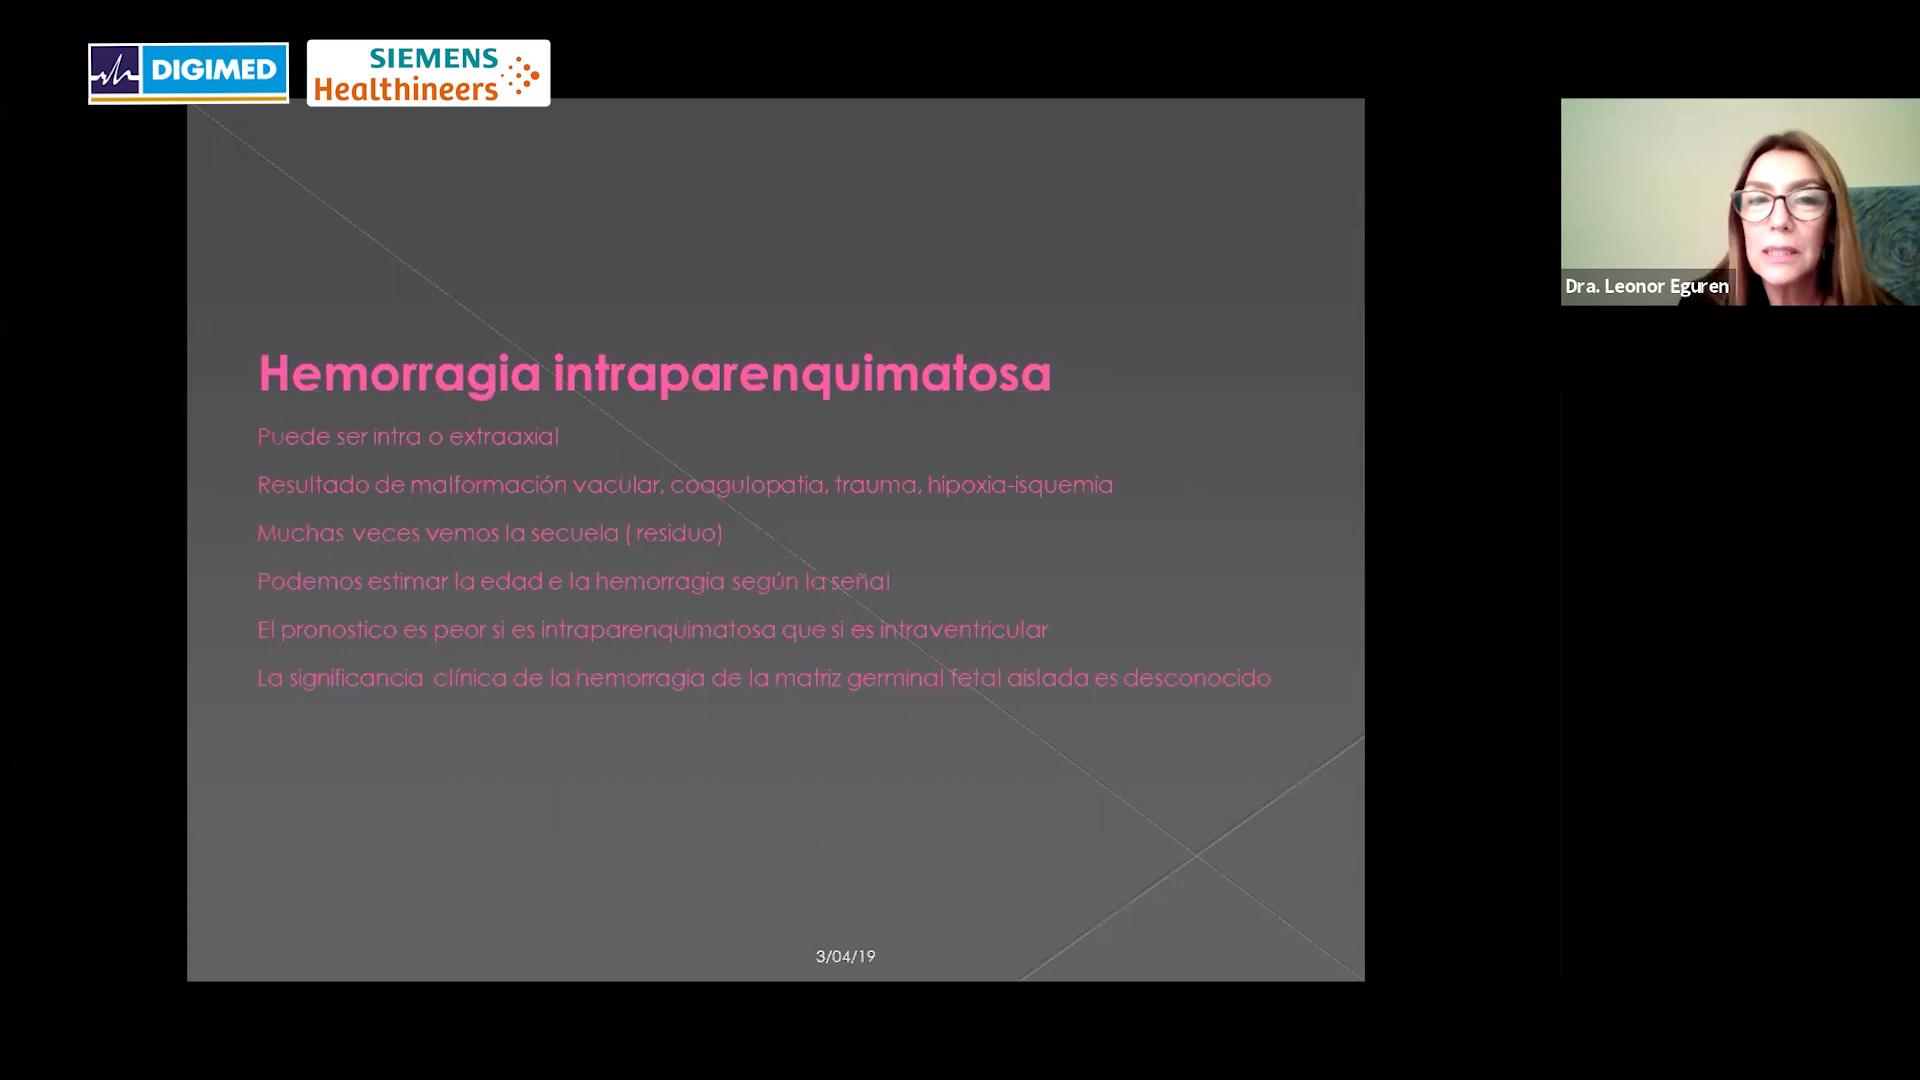 DIGIMED
SIEMENS
Healthineers
Dra. Leonor Eguren
Hemorragia intraparenquimatosa
Puede ser intra o extraaxial
Resultado de malformación vacular, coagulopatia, trauma, hipoxia-isquemia
Muchas veces vemos la secuela ( residuo)
Podemos estimar la edad e la hemorragia según la señal
El pronostico es peor si es intraparenquimatosa que si es intraventricular
La significancia clínica de la hemorragia de la matriz germinal fetal aislada es desconocido
3/04/19